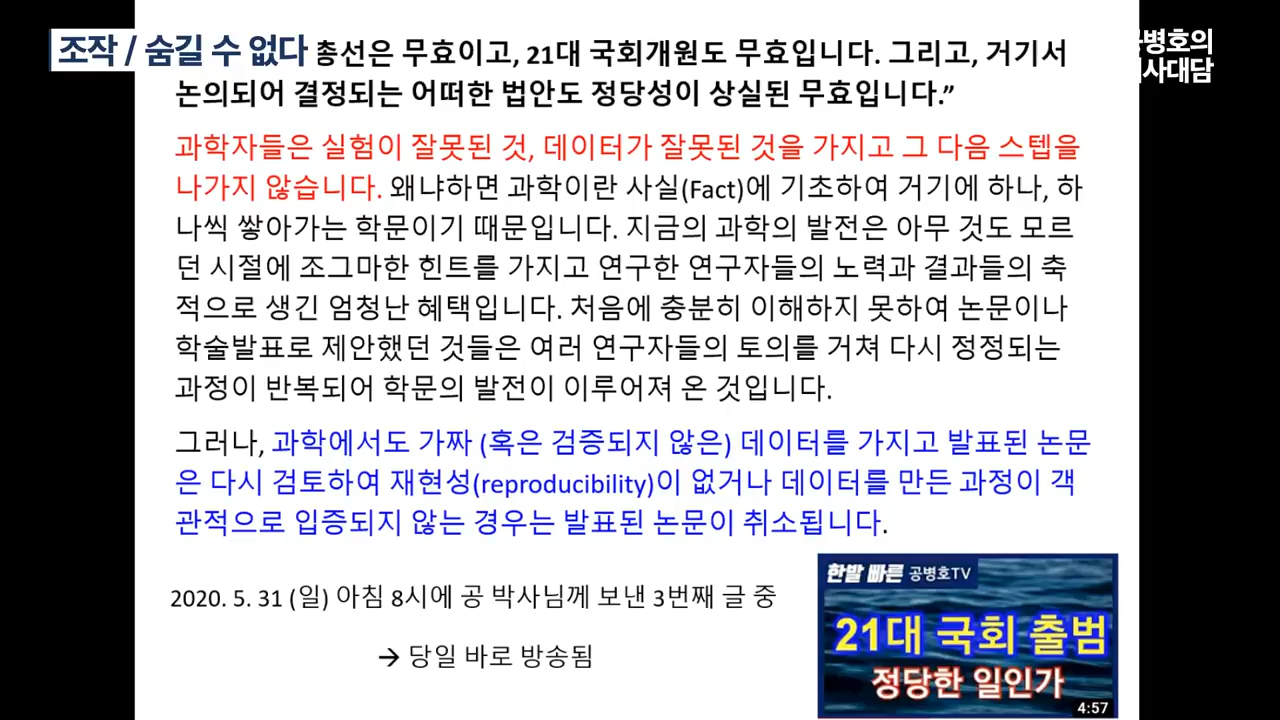 조작 / 숨길 수 없다 총선은 무효이고, 21대 국회개원도 무효입니다. 그리고, 거기서
논의되어 결정되는 어떠한 법안도 정당성이 상실된 무효입니다.”
공병호의
시사대담
과학자들은 실험이 잘못된 것, 데이터가 잘못된 것을 가지고 그 다음 스텝을
나가지 않습니다. 왜냐하면 과학이란 사실(Fact)에 기초하여 거기에 하나, 하
나씩 쌓아가는 학문이기 때문입니다. 지금의 과학의 발전은 아무 것도 모르
던 시절에 조그마한 힌트를 가지고 연구한 연구자들의 노력과 결과들의 축
적으로 생긴 엄청난 혜택입니다. 처음에 충분히 이해하지 못하여 논문이나
학술발표로 제안했던 것들은 여러 연구자들의 토의를 거쳐 다시 정정되는
과정이 반복되어 학문의 발전이 이루어져 온 것입니다.
그러나, 과학에서도 가짜 (혹은 검증되지 않은) 데이터를 가지고 발표된 논문
은 다시 검토하여 재현성(reproducibility)이 없거나 데이터를 만든 과정이 객
관적으로 입증되지 않는 경우는 발표된 논문이 취소됩니다.
2020. 5. 31 (일) 아침 8시에 공 박사님께 보낸 3번째 글 중
→ 당일 바로 방송됨
한발 빠른 공병호TV
21대 국회 출범
정당한 일인가
4:57